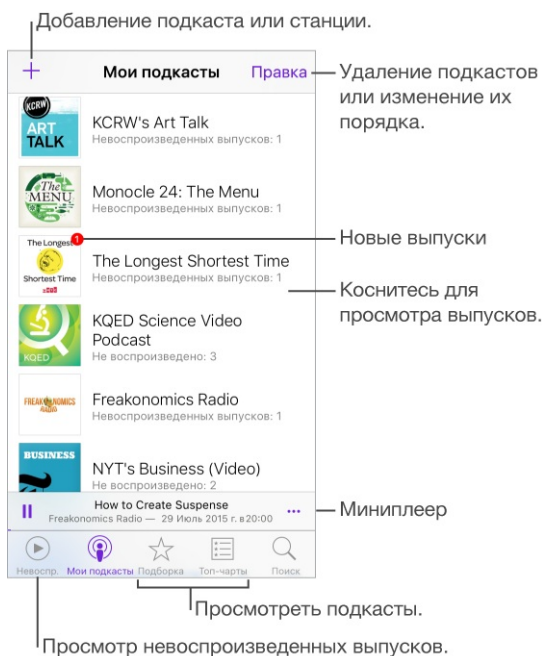 Добавление подкаста или станции.
Мои подкасты
Правка
Удаление подкастов
или изменение их
порядка.
KCRW
ART
TALK
KCRW's Art Talk
Невоспроизведенных выпусков: 1
The
MENU
Monocle 24: The Menu
Невоспроизведенных выпусков: 1
The Longest
1
Shortest Time
The Longest Shortest Time
Невоспроизведенных выпусков: 1
Новые выпуски
Коснитесь для
просмотра выпусков.
KQED
KQED Science Video
Podcast
Не воспроизведено: 3
FREAKONOMICS
RADIO
Freakonomics Radio
Невоспроизведенных выпусков: 1
BUSINESS
NYT's Business (Video)
Не воспроизведено: 2
How to Create Suspense
Freakonomics Radio — 29 Июль 2015 г. в20:00
Миниплеер
Невоспр.
Мои подкасты
Подборка
Топ-чарты
Поиск
Просмотреть подкасты.
Просмотр невоспроизведенных выпусков.